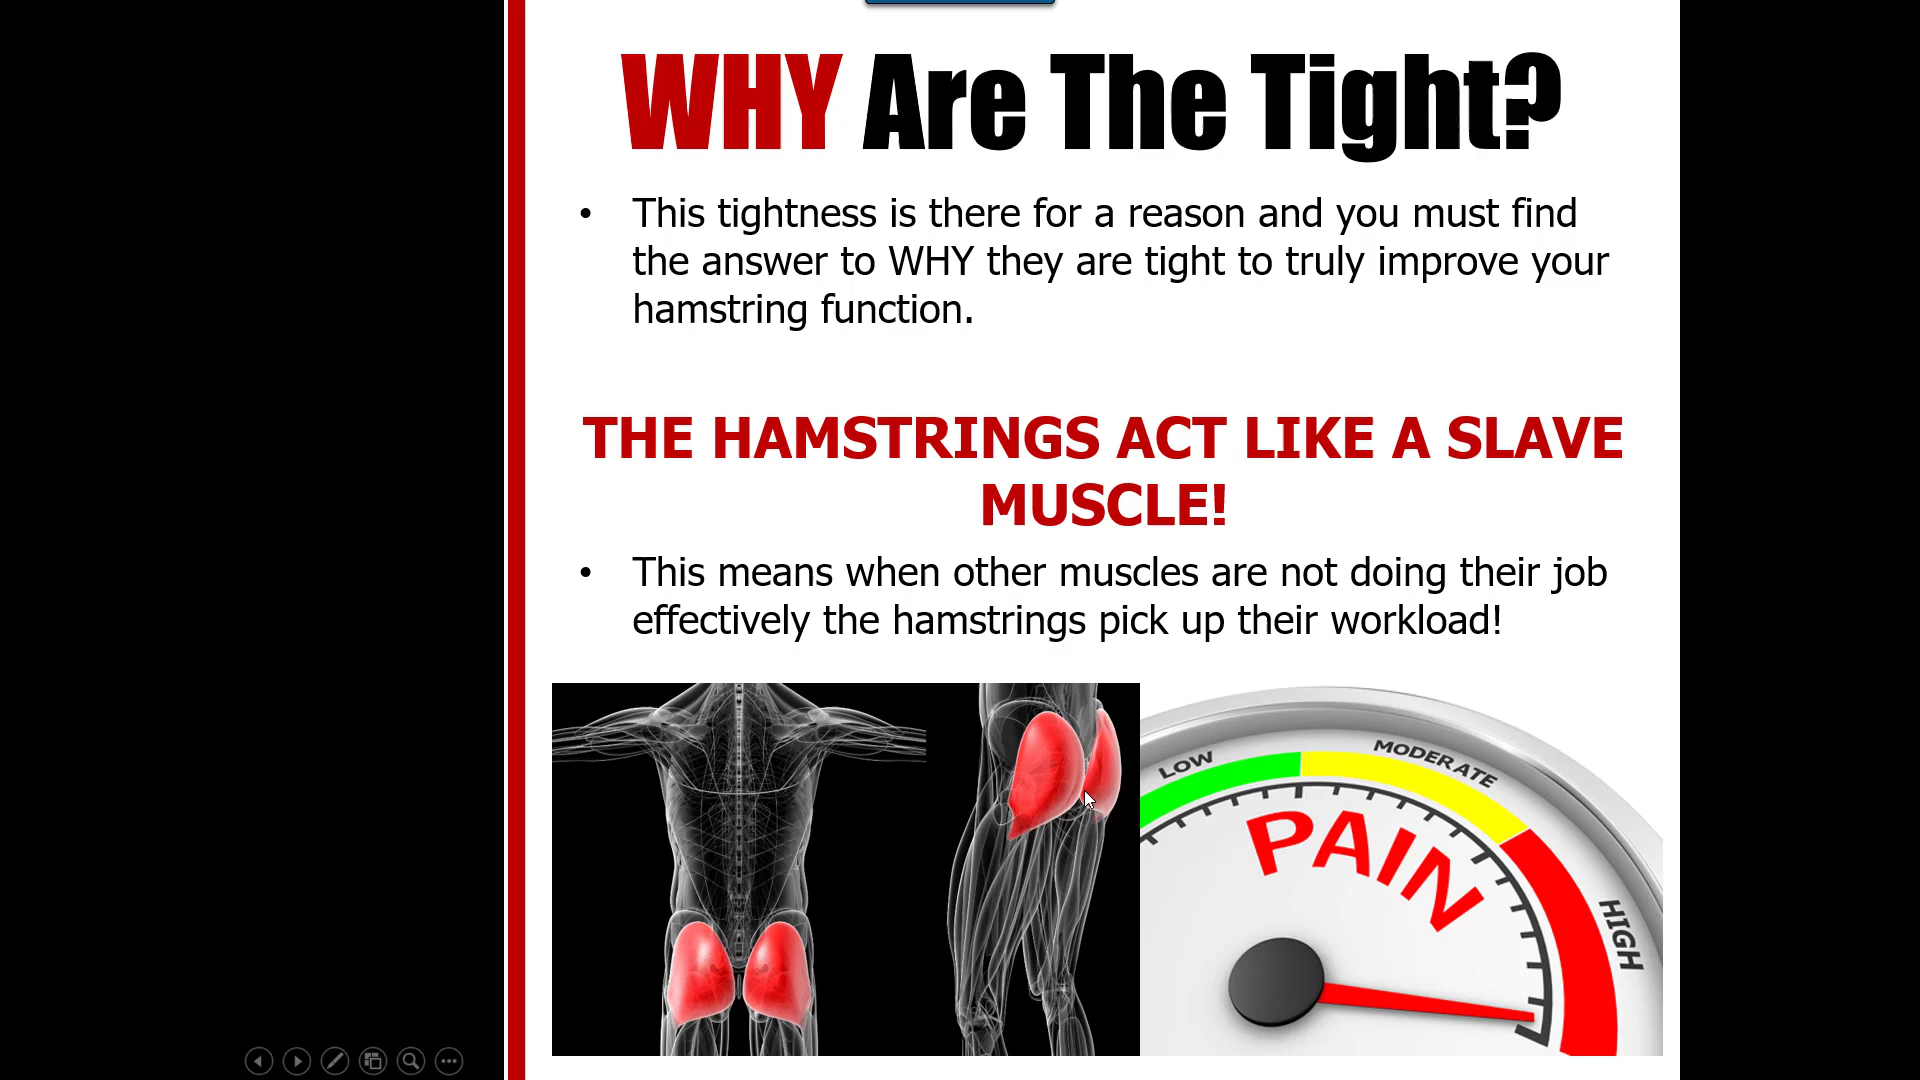 WHY Are The Tight?
• This tightness is there for a reason and you must find
the answer to WHY they are tight to truly improve your
hamstring function.
THE HAMSTRINGS ACT LIKE A SLAVE
MUSCLE!
• This means when other muscles are not doing their job
effectively the hamstrings pick up their workload!
LOW
MODERATE
HIGH
PAIN